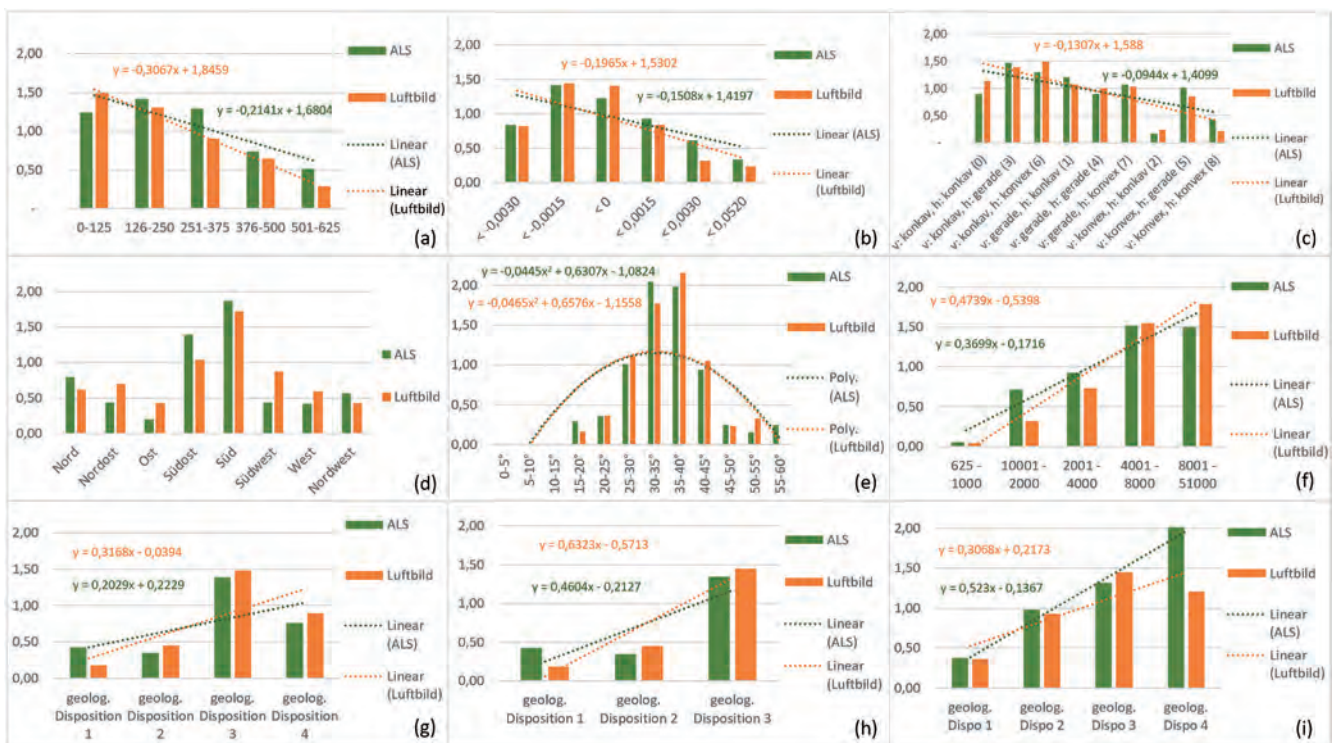 2,00
1,50
1,00
0,50
-
y = -0,3067x + 1,8459
y = -0,2141x + 1,6804
0-125
126-250
251-375
376-500
501-625
ALS
Luftbild
Linear
(ALS)
Linear
(Luftbild)
(a)
2,00
1,50
1,00
0,50
0,00
y = -0,1965x + 1,5302
y = -0,1508x + 1,4197
< -0,0030
< -0,0015
< 0
< 0,0015
< 0,0030
< 0,0520
ALS
Luftbild
Linear (ALS)
Linear
(Luftbild)
(b)
2,00
1,50
1,00
0,50
-
y = -0,1307x + 1,588
y = -0,0944x + 1,4099
v: konkav, h: konkav (0)
v: konkav, h: gerade (3)
v: konkav, h: konvex (6)
v: gerade, h: konkav (1)
v: gerade, h: gerade (4)
v: gerade, h: konvex (7)
v: konvex, h: konkav (2)
v: konvex, h: gerade (5)
v: konvex, h: konvex (8)
ALS
Luftbild
Linear
(ALS)
Linear
(Luftbild)
(c)
2,00
1,50
1,00
0,50
0,00
Nord
Nordost
Ost
Südost
Süd
Südwest
West
Nordwest
ALS
Luftbild
(d)
2,00
1,50
1,00
0,50
0,00
y = -0,0445x² + 0,6307x - 1,0824
y = -0,0465x² + 0,6576x - 1,1558
0-5°
5-10°
10-15°
15-20°
20-25°
25-30°
30-35°
35-40°
40-45°
45-50°
50-55°
55-60°
ALS
Luftbild
Poly.
(ALS)
Poly.
(Luftbild)
(e)
2,00
1,50
1,00
0,50
0,00
y = 0,4739x - 0,5398
y = 0,3699x - 0,1716
625 -
1000
10001 -
2000
2001 -
4000
4001 -
8000
8001 -
51000
ALS
Luftbild
Linear
(ALS)
Linear
(Luftbild)
(f)
2,00
1,50
1,00
0,50
0,00
y = 0,3168x - 0,0394
y = 0,2029x + 0,2229
geolog.
Disposition
1
geolog.
Disposition
2
geolog.
Disposition
3
geolog.
Disposition
4
ALS
Luftbild
Linear
(ALS)
Linear
(Luftbild)
(g)
2,00
1,50
1,00
0,50
0,00
y = 0,6323x - 0,5713
y = 0,4604x - 0,2127
geolog.
Disposition 1
geolog.
Disposition 2
geolog.
Disposition 3
ALS
Luftbild
Linear
(ALS)
Linear
(Luftbild)
(h)
2,00
1,50
1,00
0,50
0,00
y = 0,3068x + 0,2173
y = 0,523x - 0,1367
geolog.
Dispo 1
geolog.
Dispo 2
geolog.
Dispo 3
geolog.
Dispo 4
ALS
Luftbild
Linear
(ALS)
Linear
(Luftbild)
(i)